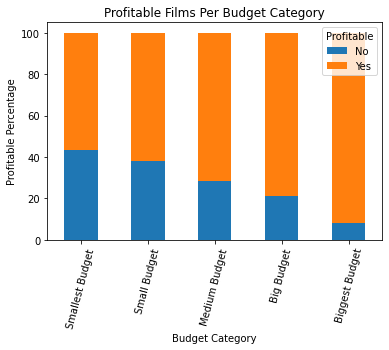 Profitable Films Per Budget Category
Profitable Percentage
100
80
60
40
20
0
Profitable
No
Yes
Smallest Budget
Small Budget
Medium Budget
Big Budget
Biggest Budget
Budget Category